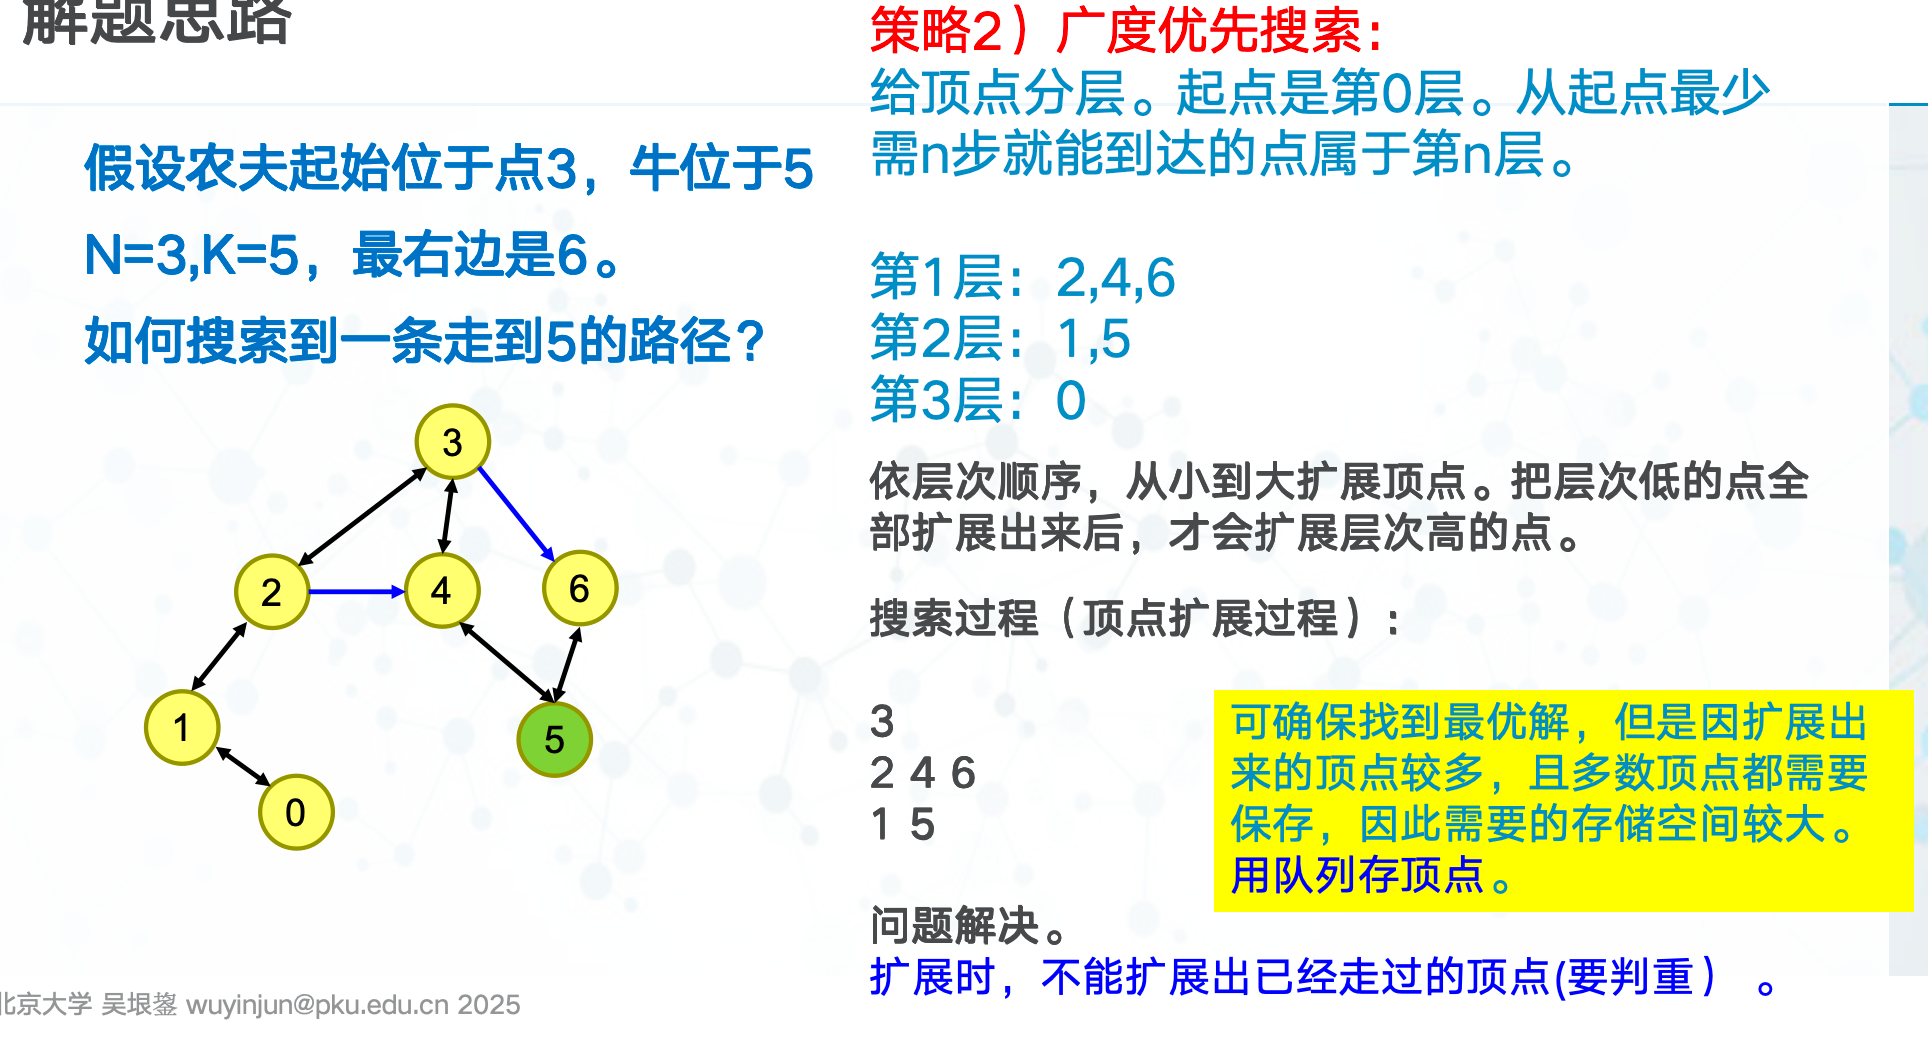 解题思路
假设农夫起始位于点3，牛位于5
N=3,K=5，最右边是6。
如何搜索到一条走到5的路径？
3
2
4
6
1
5
0
策略2）广度优先搜索：
给顶点分层。起点是第0层。从起点最少
需n步就能到达的点属于第n层。
第1层：2,4,6
第2层：1,5
第3层：0
依层次顺序，从小到大扩展顶点。把层次低的点全
部扩展出来后，才会扩展层次高的点。
搜索过程（顶点扩展过程）：
3
2 4 6
1 5
可确保找到最优解，但是因扩展出
来的顶点较多，且多数顶点都需要
保存，因此需要的存储空间较大。
用队列存顶点。
问题解决。
扩展时，不能扩展出已经走过的顶点(要判重）。
北京大学 吴垠鋆 wuyinjun@pku.edu.cn 2025